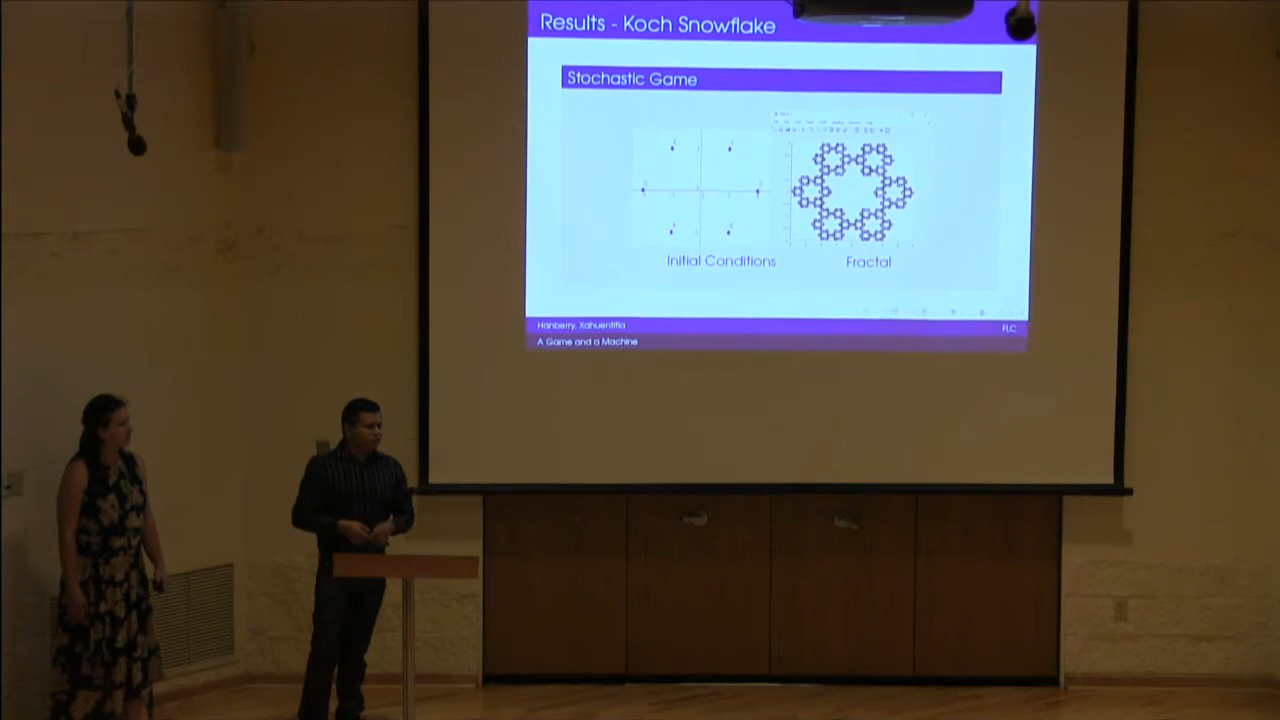 Results - Koch Snowflake
Stochastic Game
Initial Conditions
Fractal
Hanberry, Xahuentitla
FLC
A Game and a Machine